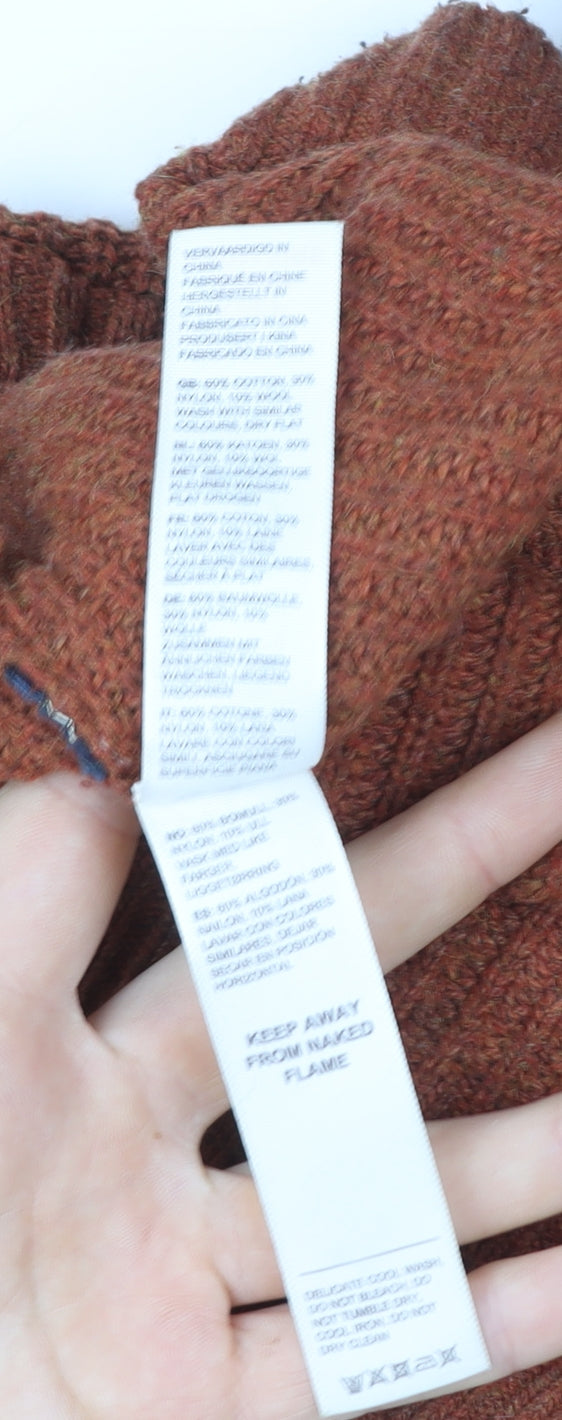 VERVAARDIGD IN
CHINA
FABRIQUÉ EN CHINE
HERGESTELLT IN
CHINA
FABBRICATO IN CINA
PRODUSERT I KINA
FABRICADO EN CHINA
GB: 60% COTTON, 30%
NYLON, 10% WOOL
WASH WITH SIMILAR
COLOURS, DRY FLAT
NL: 60% KATOEN, 30%
NYLON, 10% WOL
MET GELIJKSOORTIGE
KLEUREN WASSEN,
PLAT DROGEN
FR: 60% COTON, 30%
NYLON, 10% LAINE
LAVER AVEC DES
COULEURS SIMILAIRES,
SÉCHER À PLAT
DE: 60% BAUMWOLLE,
30% NYLON, 10%
WOLLE
ZUSAMMEN MIT
ÄHNLICHEN FARBEN
WASCHEN, LIEGEND
TROCKNEN
IT: 60% COTONE, 30%
NYLON, 10% LANA
LAVARE CON COLORI
SIMILI, ASCIUGARE SU
SUPERFICIE PIANA
NO: 60% BOMULL, 30%
NYLON, 10% ULL
VASK MED LIKE
FARGER,
LIGGETØRRING
ES: 60% ALGODÓN, 30%
NAILON, 10% LANA
LAVAR CON COLORES
SIMILARES, DEJAR
SECAR EN POSICIÓN
HORIZONTAL
KEEP AWAY
FROM NAKED
FLAME
DELICATE COOL WASH,
DO NOT BLEACH, DO
NOT TUMBLE DRY,
COOL IRON, DO NOT
DRY CLEAN